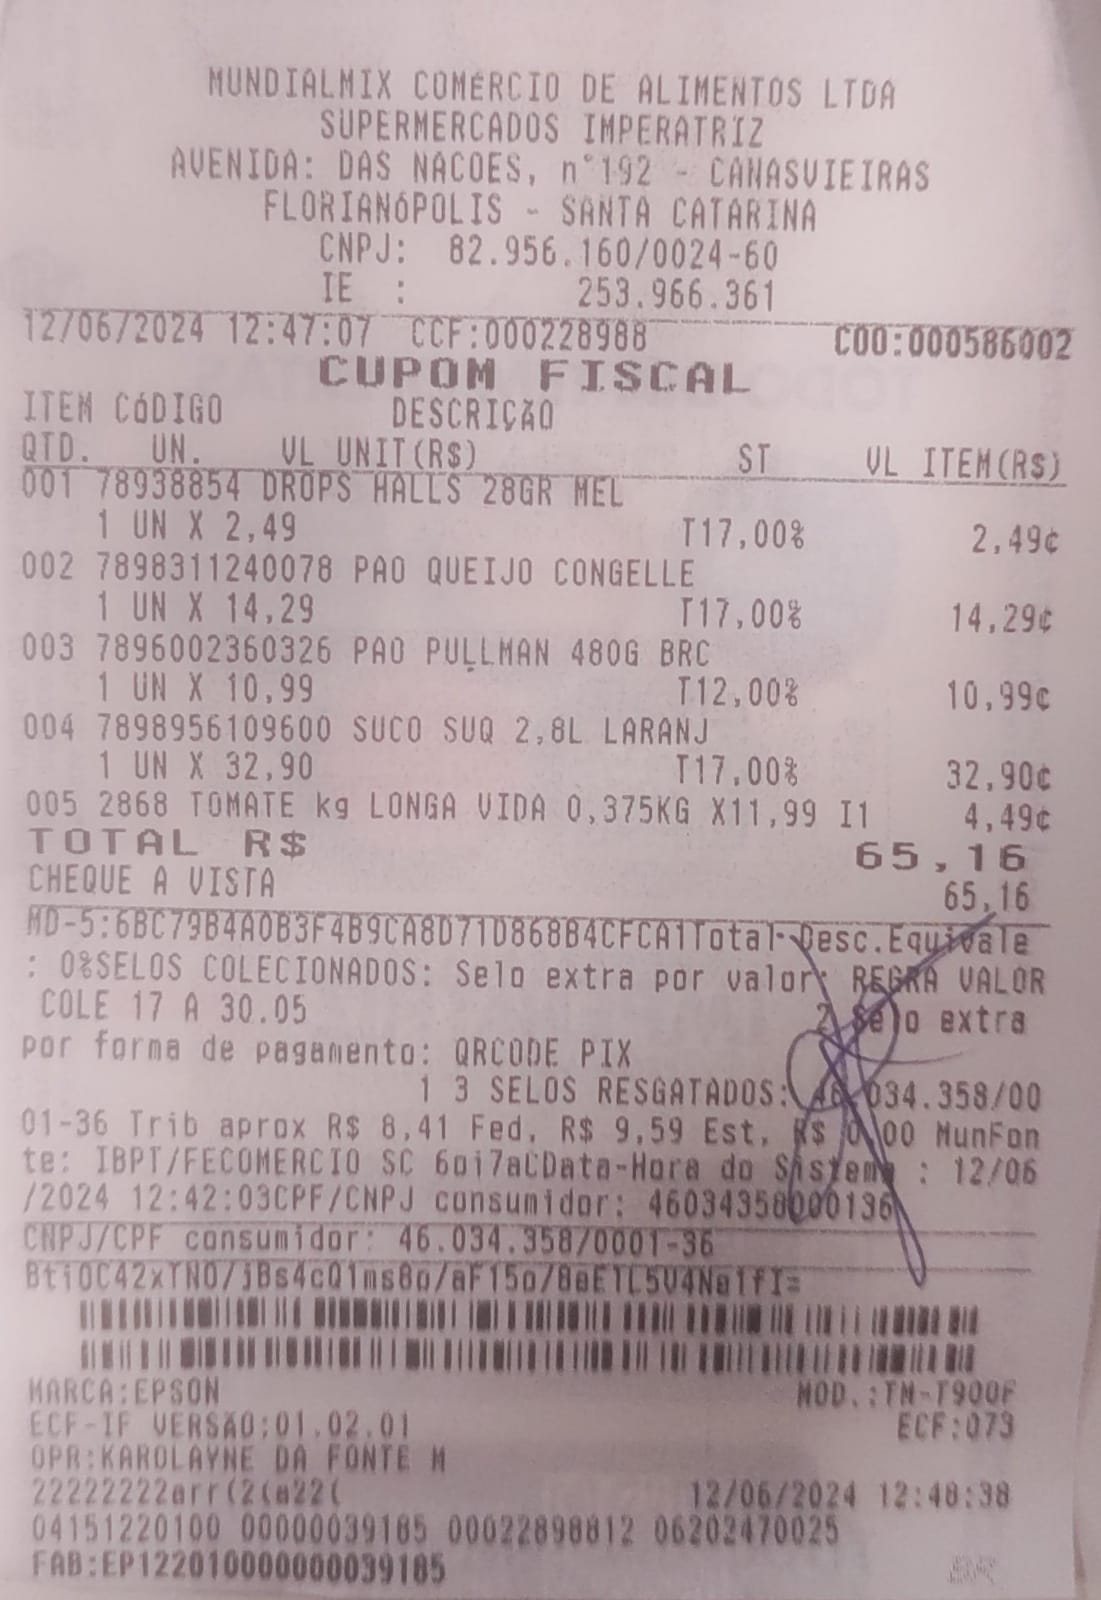 MUNDIALMIX COMÉRCIO DE ALIMENTOS LTDA
SUPERMERCADOS IMPERATRIZ
AVENIDA: DAS NACOES, n°192 - CANASVIEIRAS
FLORIANÓPOLIS - SANTA CATARINA
CNPJ: 82.956.160/0024-60
IE : 253.966.361
12/06/2024 12:47:07 CCF:000228988 COO:000586002
CUPOM FISCAL
ITEM CÓDIGO DESCRIÇÃO
QTD. UN. VL UNIT(R$) ST VL ITEM(R$)
001 78938854 DROPS HALLS 28GR MEL
1 UN X 2,49 T17,00% 2,49¢
002 7898311240078 PAO QUEIJO CONGELLE
1 UN X 14,29 T17,00% 14,29¢
003 7896002360326 PAO PULLMAN 480G BRC
1 UN X 10,99 T12,00% 10,99¢
004 7898956109600 SUCO SUQ 2,8L LARANJ
1 UN X 32,90 T17,00% 32,90¢
005 2868 TOMATE kg LONGA VIDA 0,375KG X11,99 I1 4,49¢
TOTAL R$ 65,16
CHEQUE A VISTA 65,16
MD-5:6BC79B4A0B3F4B9CA8D71D868B4CFCA1Total Desc.Equivale
: 0%SELOS COLECIONADOS: Selo extra por valor: REGRA VALOR
COLE 17 A 30.05 2 Selo extra
por forma de pagamento: QRCODE PIX
1 3 SELOS RESGATADOS: 46.034.358/00
01-36 Trib aprox R$ 8,41 Fed, R$ 9,59 Est, R$ 0,00 MunFon
te: IBPT/FECOMERCIO SC 6oi7aCData-Hora do Sistema : 12/06
/2024 12:42:03CPF/CNPJ consumidor: 46034358000136
CNPJ/CPF consumidor: 46.034.358/0001-36
MARCA:EPSON MOD.:TM-T900F
ECF-IF VERSÃO:01.02.01 ECF:073
OPR:KAROLAYNE DA FONTE M
22222222arr(2(a22( 12/06/2024 12:48:38
04151220100 00000039185 00022898812 06202470025
FAB:EP122010000000039185
BR